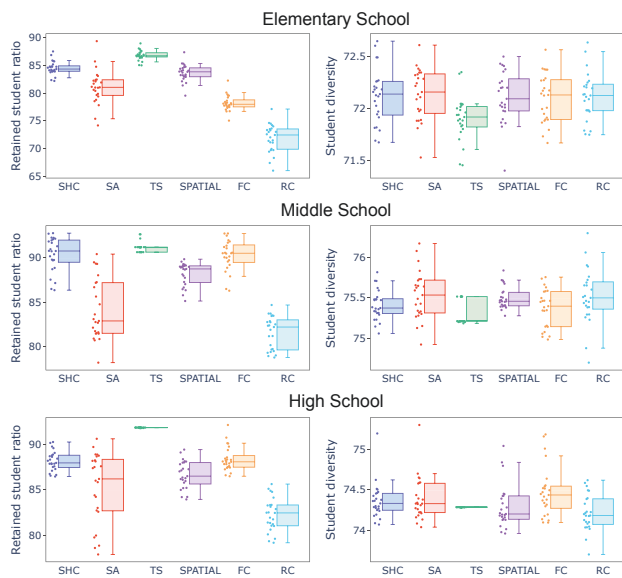 Elementary School
Retained student ratio
90
85
80
75
70
65
SHC SA TS SPATIAL FC RC
Student diversity
72.5
72
71.5
SHC SA TS SPATIAL FC RC
Middle School
Retained student ratio
90
85
80
SHC SA TS SPATIAL FC RC
Student diversity
76
75.5
75
SHC SA TS SPATIAL FC RC
High School
Retained student ratio
90
85
80
SHC SA TS SPATIAL FC RC
Student diversity
75
74.5
74
SHC SA TS SPATIAL FC RC